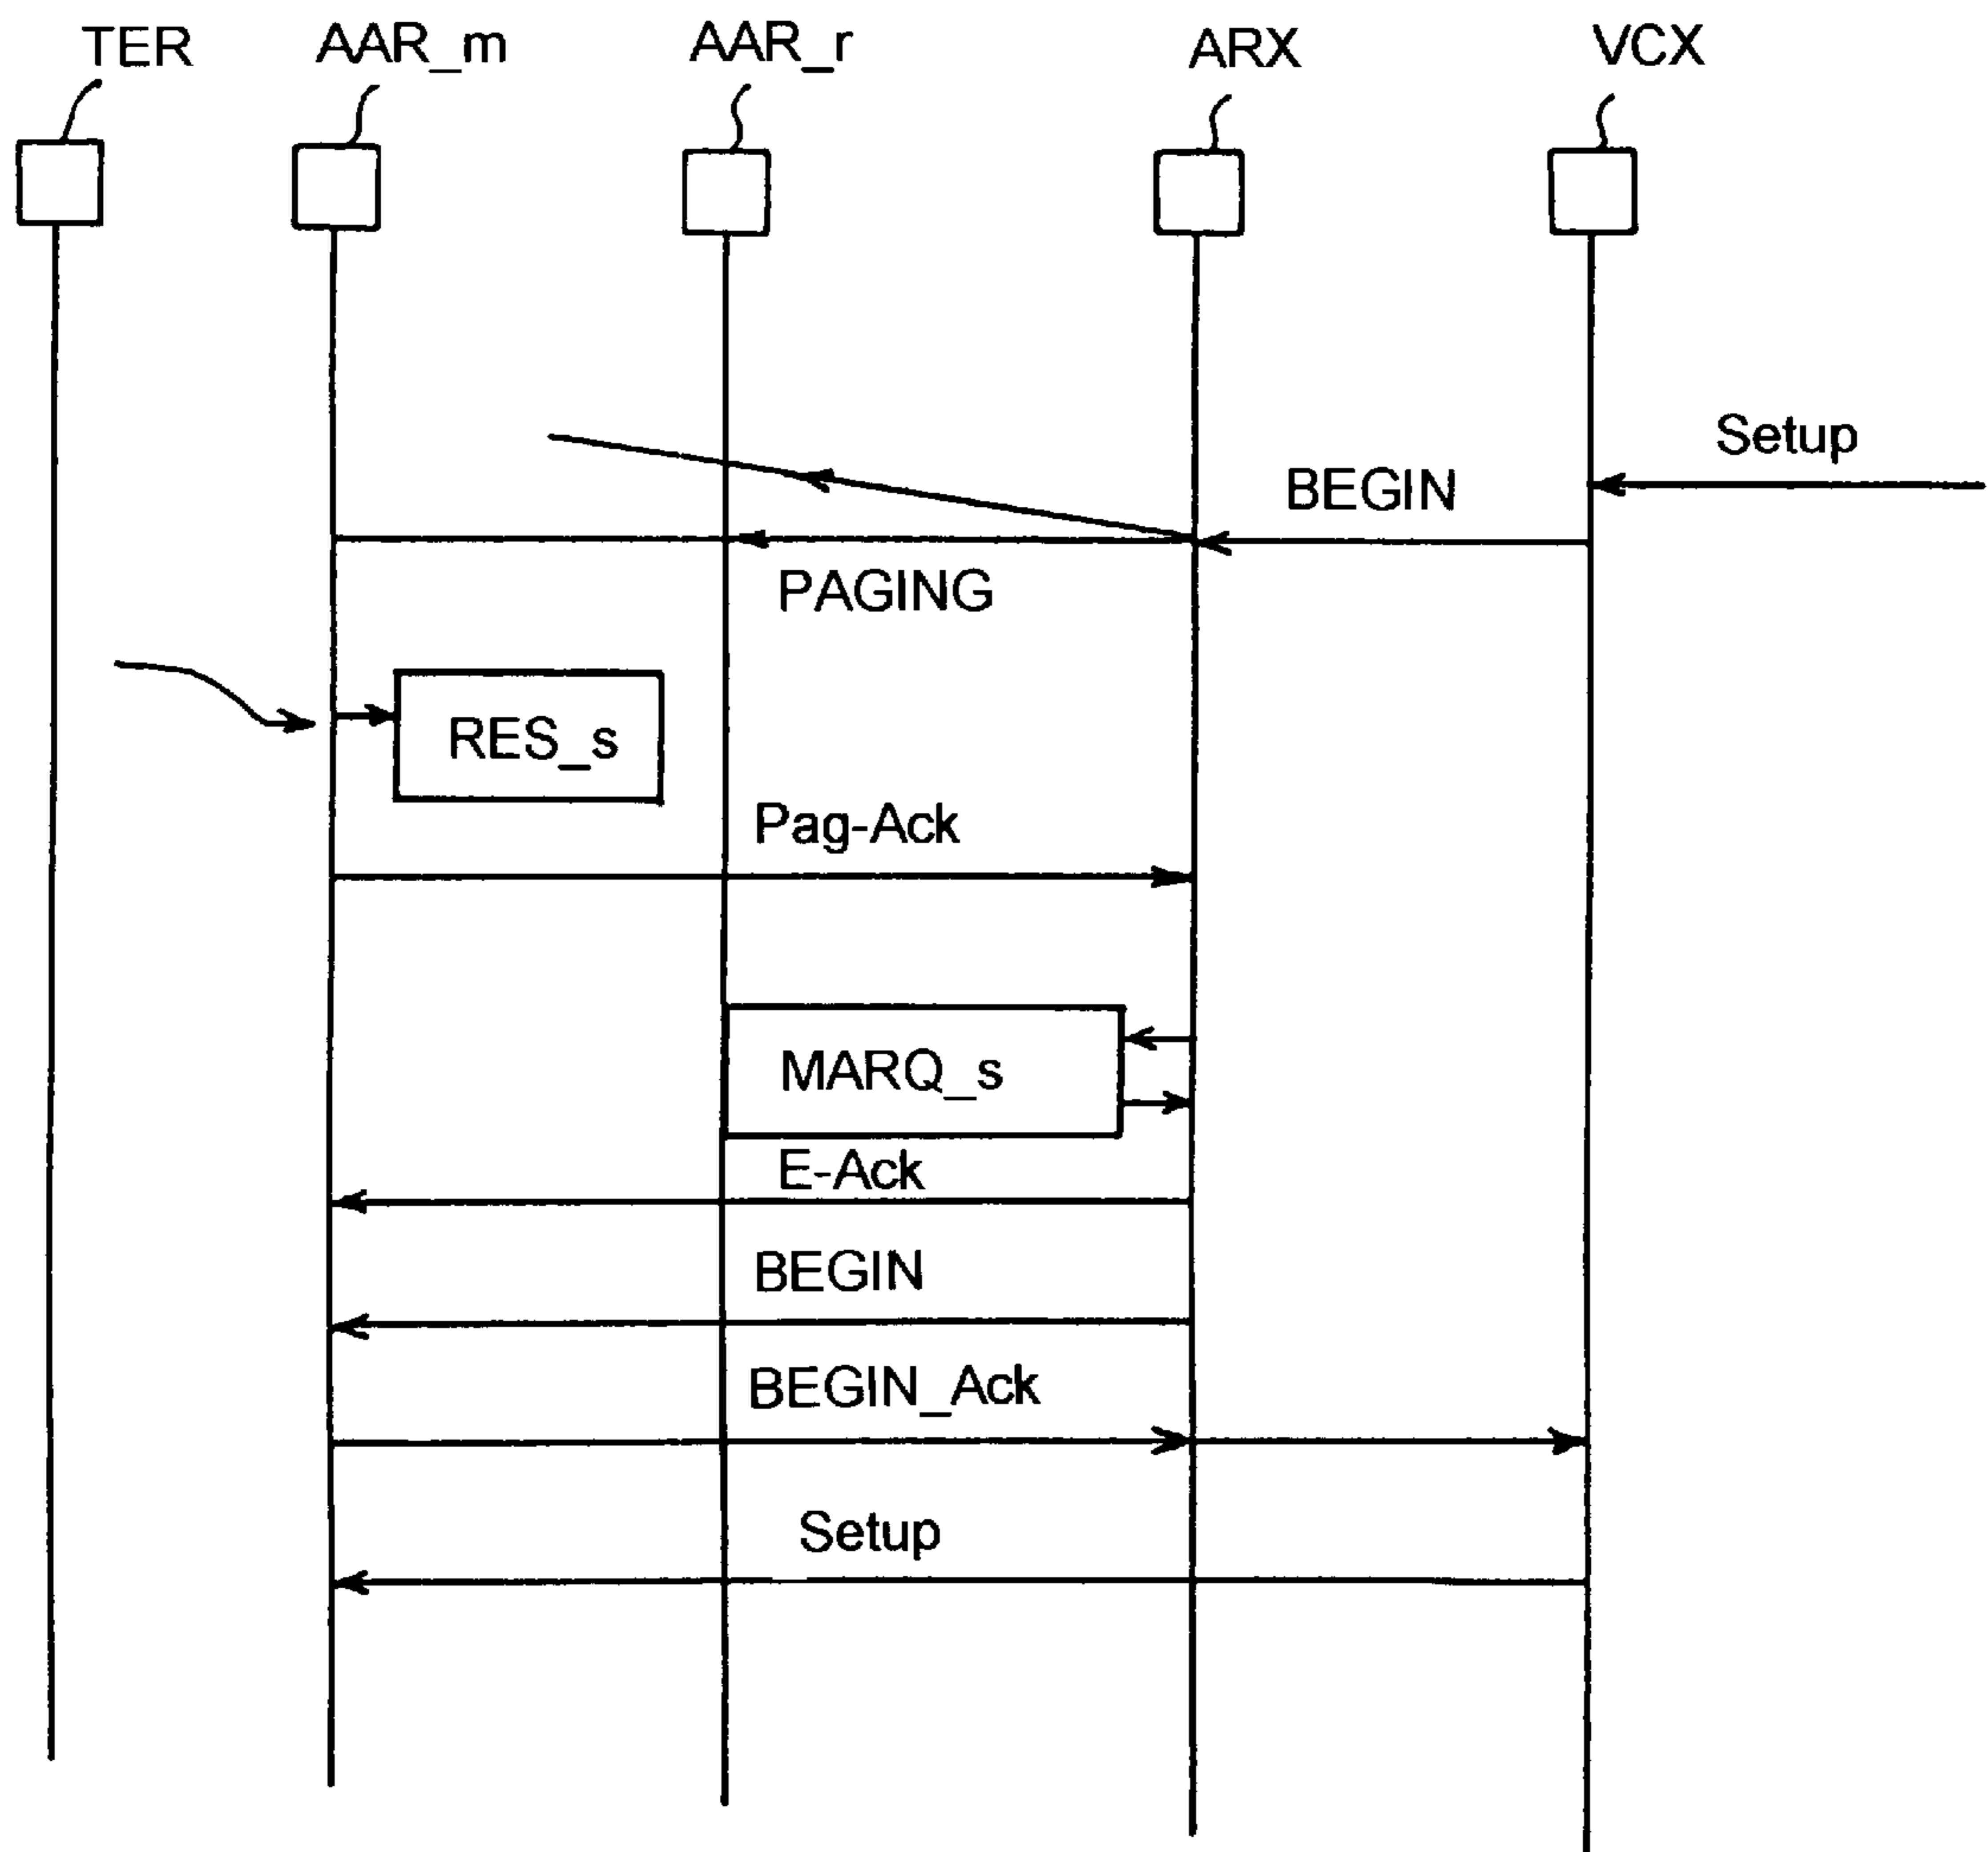 TER
AAR_m
AAR_r
ARX
VCX
Setup
BEGIN
PAGING
RES_s
Pag-Ack
MARQ_s
E-Ack
BEGIN
BEGIN_Ack
Setup